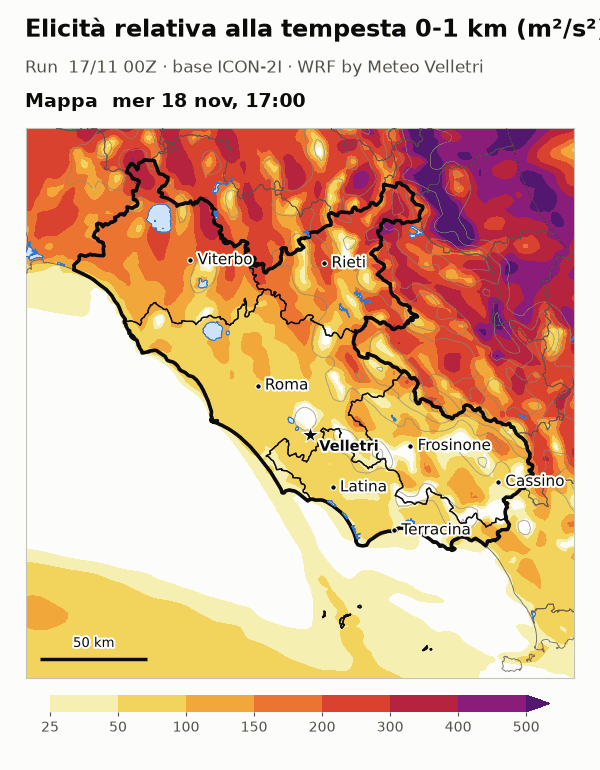 Elicità relativa alla tempesta 0-1 km (m²/s²)
Run 17/11 00Z · base ICON-2I · WRF by Meteo Velletri
Mappa mer 18 nov, 17:00
Viterbo
Rieti
Roma
Velletri
Frosinone
Cassino
Latina
Terracina
50 km
25 50 100 150 200 300 400 500